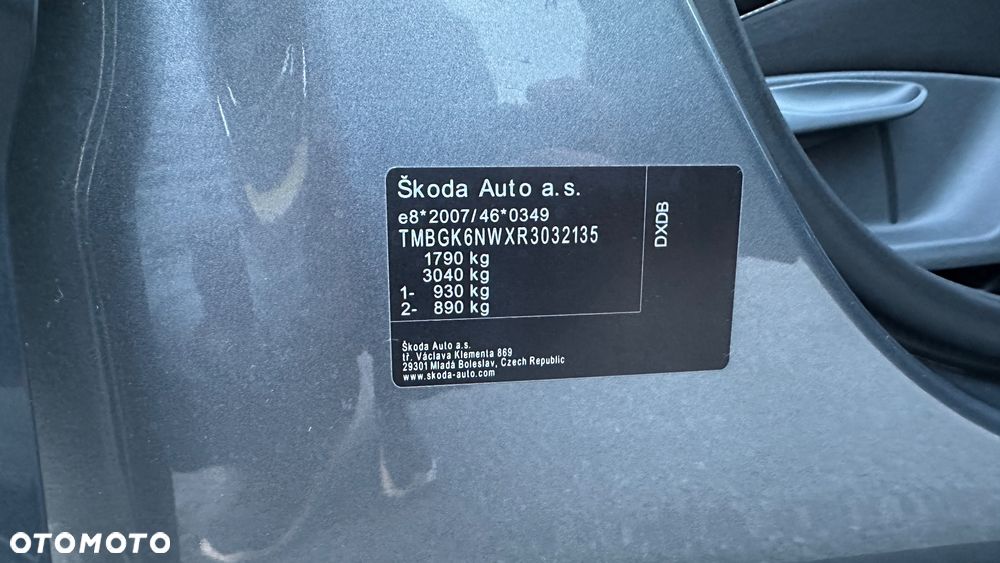 Škoda Auto a.s.
e8*2007/46*0349
TMBGK6NWXR3032135
1790 kg
3040 kg
1- 930 kg
2- 890 kg
DXDB
Škoda Auto a.s.
tř. Václava Klementa 869
29301 Mladá Boleslav, Czech Republic
www.skoda-auto.com
OTOMOTO